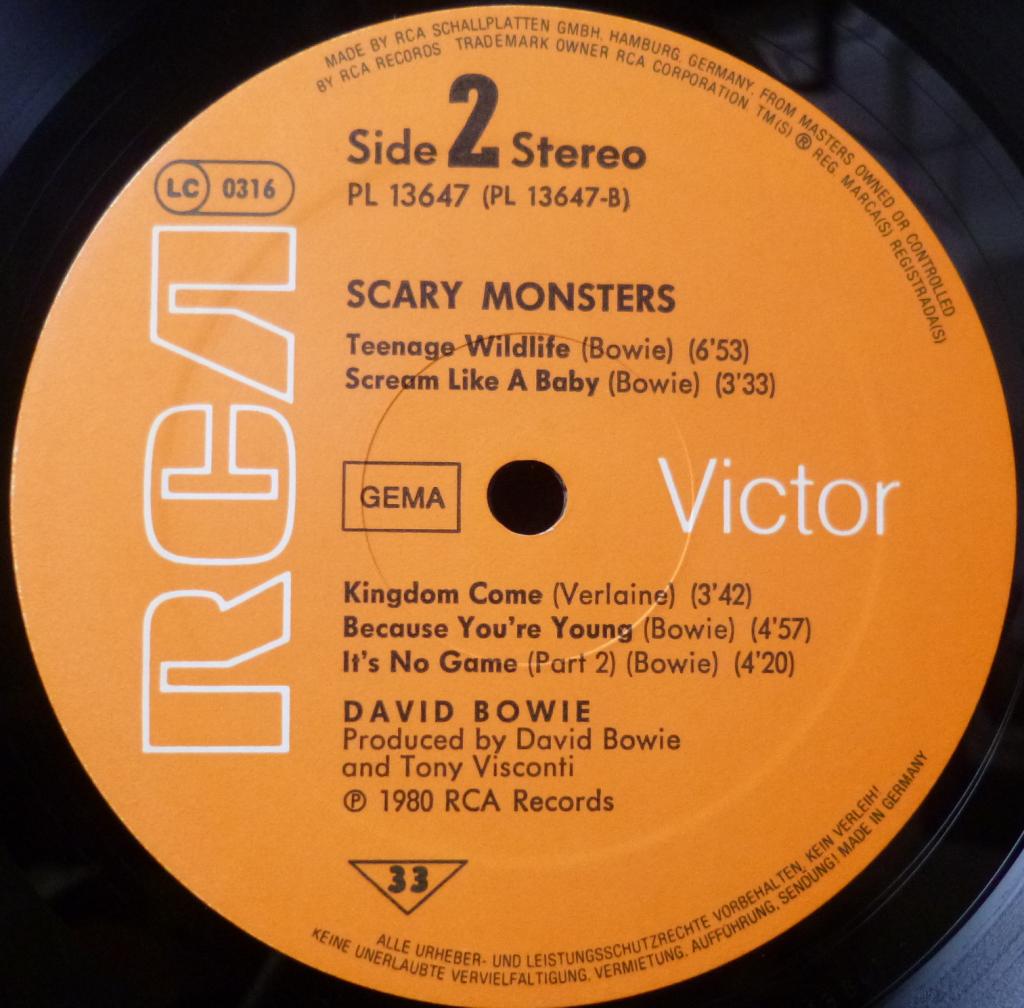 MADE BY RCA SCHALLPLATTEN GMBH, HAMBURG, GERMANY, FROM MASTERS OWNED OR CONTROLLED
BY RCA RECORDS TRADEMARK OWNER RCA CORPORATION TM(S) ® REG. MARCA(S) REGISTRADA(S)
Side 2 Stereo
PL 13647 (PL 13647-B)
LC 0316
RCA
SCARY MONSTERS
Teenage Wildlife (Bowie) (6'53)
Scream Like A Baby (Bowie) (3'33)
GEMA
Victor
Kingdom Come (Verlaine) (3'42)
Because You're Young (Bowie) (4'57)
It's No Game (Part 2) (Bowie) (4'20)
DAVID BOWIE
Produced by David Bowie
and Tony Visconti
℗ 1980 RCA Records
33
ALLE URHEBER- UND LEISTUNGSSCHUTZRECHTE VORBEHALTEN. KEIN VERLEIH!
KEINE UNERLAUBTE VERVIELFÄLTIGUNG, VERMIETUNG, AUFFÜHRUNG, SENDUNG! MADE IN GERMANY